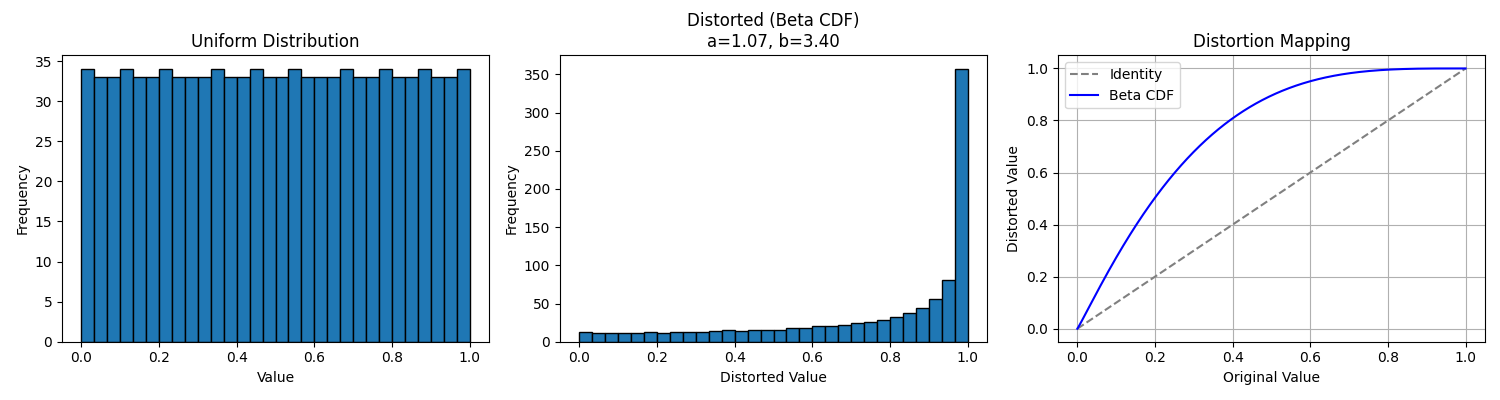 Uniform Distribution
35
30
25
20
15
10
5
0
0.0 0.2 0.4 0.6 0.8 1.0
Value
Frequency
Distorted (Beta CDF)
a=1.07, b=3.40
350
300
250
200
150
100
50
0
0.0 0.2 0.4 0.6 0.8 1.0
Distorted Value
Frequency
Distortion Mapping
Identity
Beta CDF
1.0
0.8
0.6
0.4
0.2
0.0
0.0 0.2 0.4 0.6 0.8 1.0
Original Value
Distorted Value